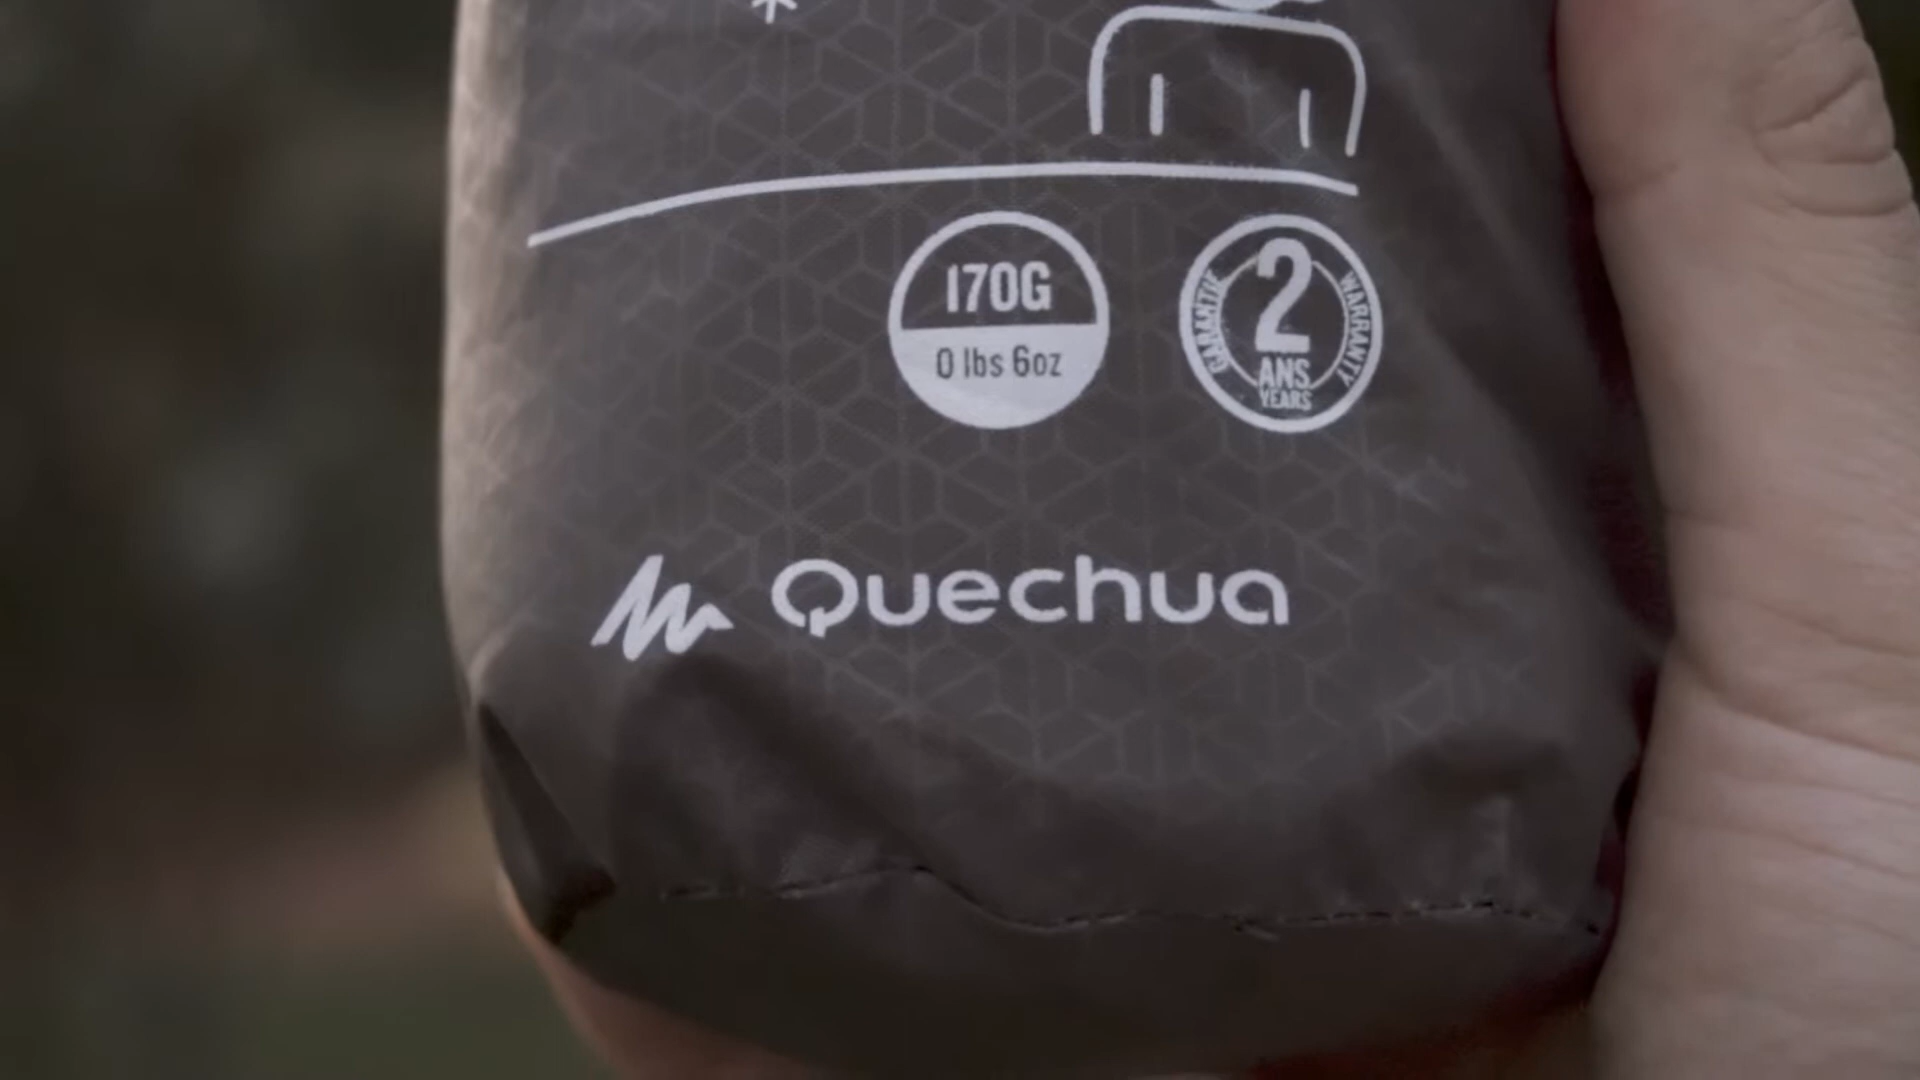 170G
0 lbs 6oz
GARANTIE
2
ANS
YEARS
WARRANTY
Quechua